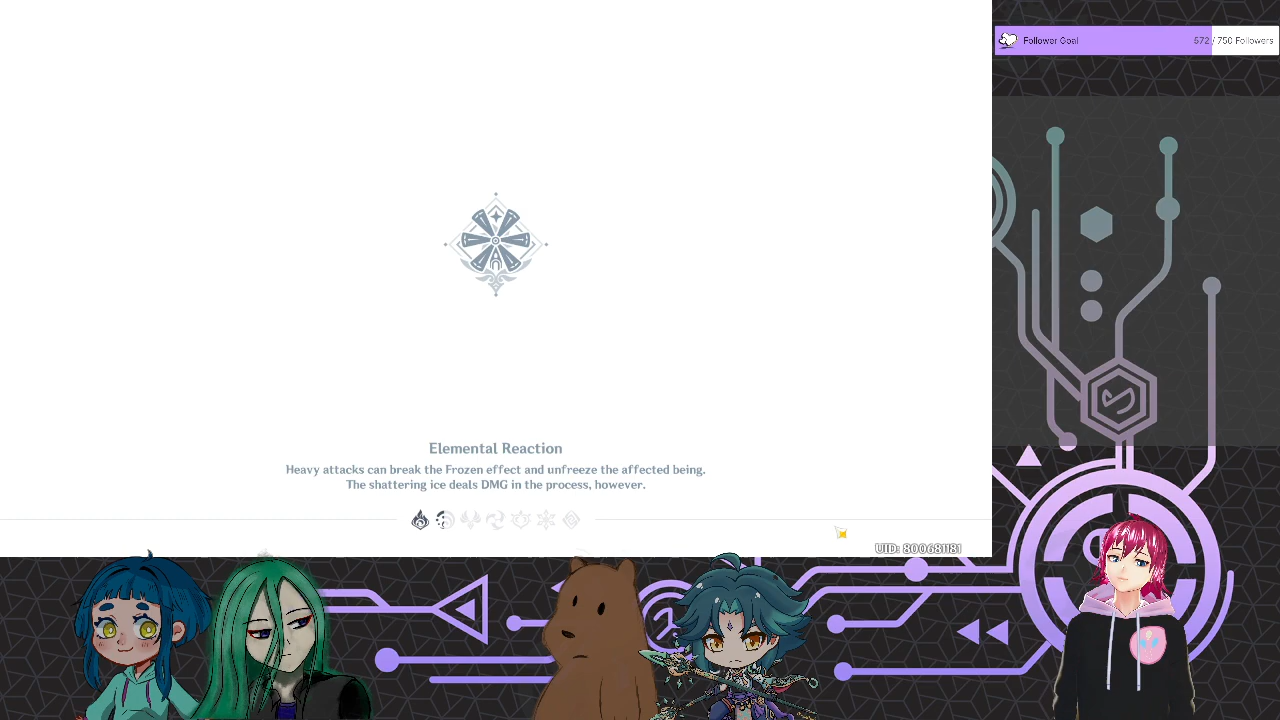 Follower Goal
572 / 750 Followers
Elemental Reaction
Heavy attacks can break the Frozen effect and unfreeze the affected being.
The shattering ice deals DMG in the process, however.
UID: 800681181